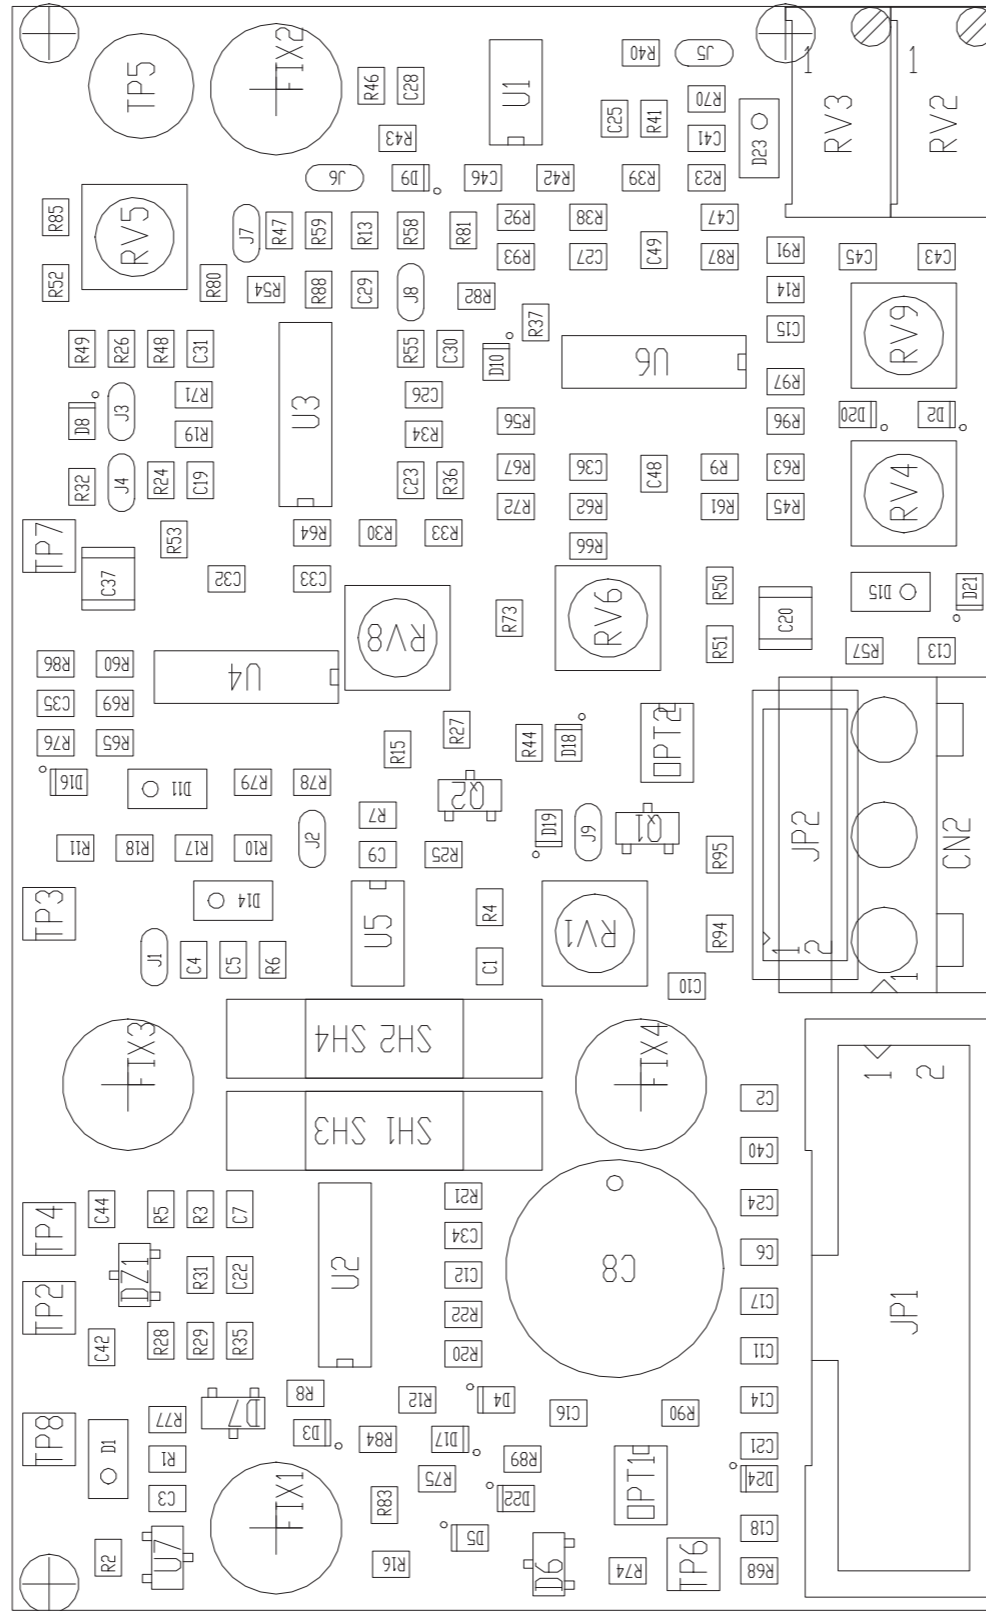 TP5
FIX2
R46
C28
U1
R40
J5
R70
C25
R41
C41
D23
1
RV3
1
RV2
R43
J6
D9
C46
R42
R39
R23
R85
RV5
J7
R47
R59
R13
R58
R81
R92
R38
C47
R93
C27
C49
R87
R91
C45
C43
R52
R80
R54
R88
C29
J8
R82
R37
R14
C15
RV9
R49
R26
R48
C31
U3
R55
C30
D10
U6
R71
C26
R97
D8
J3
R19
R34
R56
R96
D20
D2
R32
J4
R24
C19
C23
R36
R67
C36
C48
R9
R63
RV4
R72
R62
R61
R45
TP7
R53
R64
R30
R33
R66
C37
C32
C33
RV8
R73
RV6
R50
C20
D15
D21
R51
R57
C13
R86
R60
U4
C35
R69
R76
R65
R15
R27
R44
D18
OPT2
D16
D11
R79
R78
Q2
R7
J2
D19
J9
Q1
JP2
CN2
R11
R18
R17
R10
C9
R25
R95
TP3
D14
U5
R4
RV1
R94
J1
C4
C5
R6
C1
C10
1
2
1
FIX3
SH2 SH4
FIX4
SH1 SH3
1
2
C2
C40
TP4
C44
R5
R3
C7
R21
C24
DZ1
R31
C22
U2
C34
C12
C8
C6
TP2
R22
C17
JP1
C42
R28
R29
R35
R20
C11
R8
R12
D4
C16
R90
C14
TP8
D1
R77
D7
D3
R84
D17
C21
R1
R89
OPT1
D24
C3
FIX1
R75
R83
D22
R2
U7
D5
C18
R16
D6
R74
TP6
R68